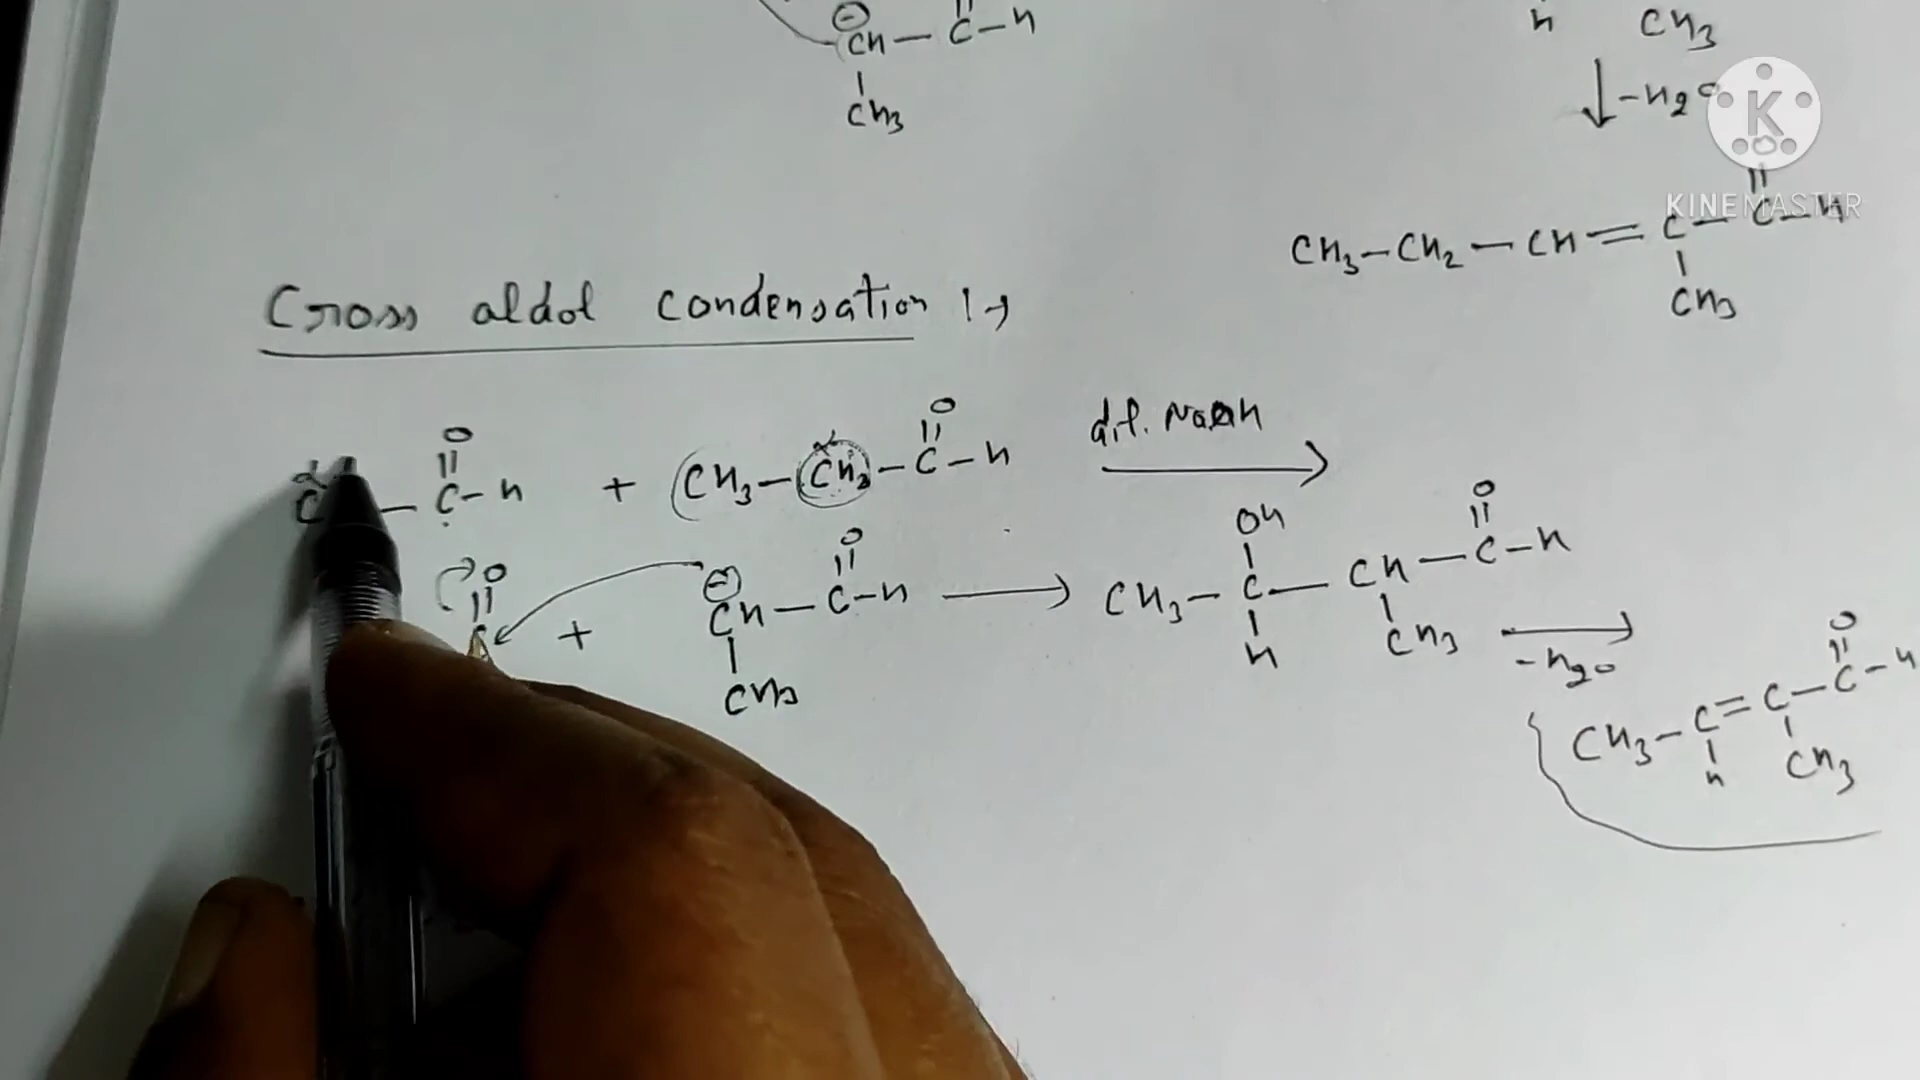 ⊖
CH — C–H
|
CH3
H CH3
↓ -H2O
K
KINEMASTER
O
||
CH3–CH2 — CH = C – C–H
|
CH3
Cross aldol condensation :→
O O
|| ||
α C — C–H + CH3–CH2–C–H dil. NaOH →
α
O ⊖ O OH O
|| || | ||
+ CH — C–H → CH3 – C — CH — C–H
| | |
CH3 H CH3
→ -H2O
O
||
CH3 – C = C – C–H
| |
H CH3